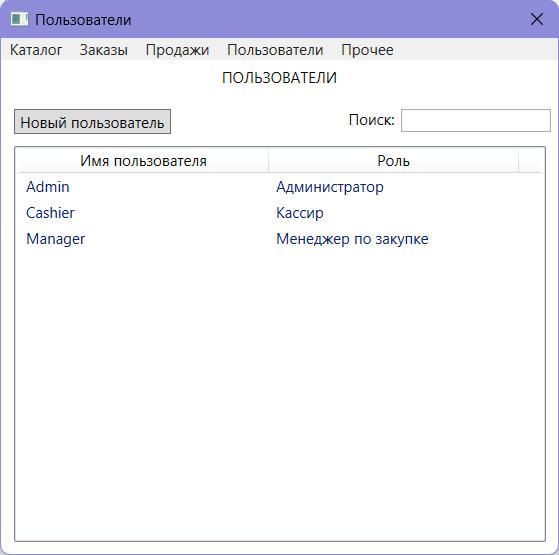 Пользователи
Каталог Заказы Продажи Пользователи Прочее
ПОЛЬЗОВАТЕЛИ
Новый пользователь Поиск:
Имя пользователя Роль
Admin Администратор
Cashier Кассир
Manager Менеджер по закупке